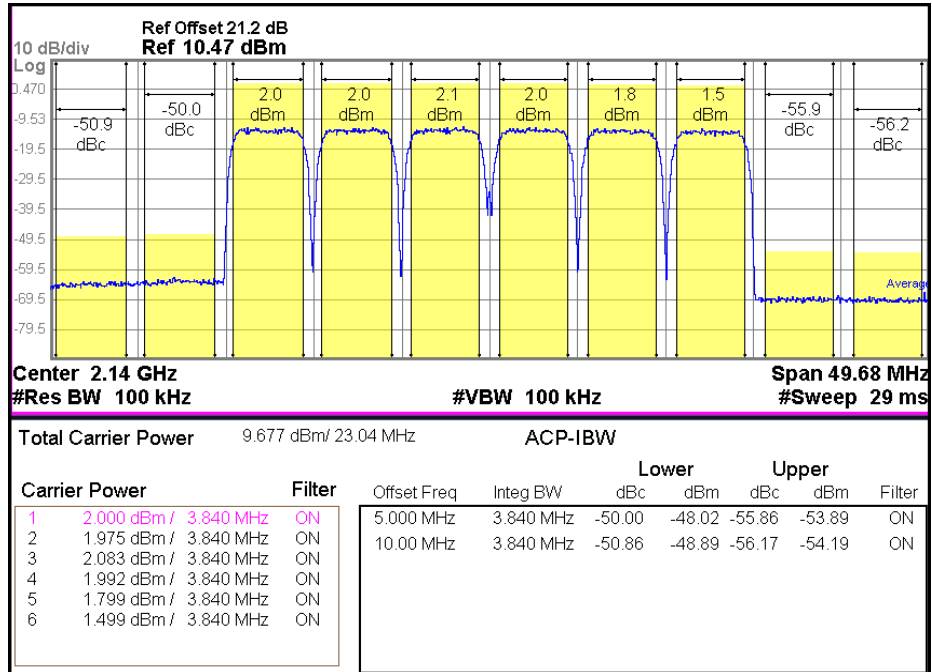 Ref Offset 21.2 dB
10 dB/div Ref 10.47 dBm
Log
0.470
-9.53
-19.5
-29.5
-39.5
-49.5
-59.5
-69.5
-79.5
-50.9 dBc
-50.0 dBc
2.0 dBm
2.0 dBm
2.1 dBm
2.0 dBm
1.8 dBm
1.5 dBm
-55.9 dBc
-56.2 dBc
Average
Center 2.14 GHz Span 49.68 MHz
#Res BW 100 kHz #VBW 100 kHz #Sweep 29 ms
Total Carrier Power 9.677 dBm/ 23.04 MHz ACP-IBW
Lower Upper
Carrier Power Filter Offset Freq Integ BW dBc dBm dBc dBm Filter
1 2.000 dBm / 3.840 MHz ON 5.000 MHz 3.840 MHz -50.00 -48.02 -55.86 -53.89 ON
2 1.975 dBm / 3.840 MHz ON 10.00 MHz 3.840 MHz -50.86 -48.89 -56.17 -54.19 ON
3 2.083 dBm / 3.840 MHz ON
4 1.992 dBm / 3.840 MHz ON
5 1.799 dBm / 3.840 MHz ON
6 1.499 dBm / 3.840 MHz ON